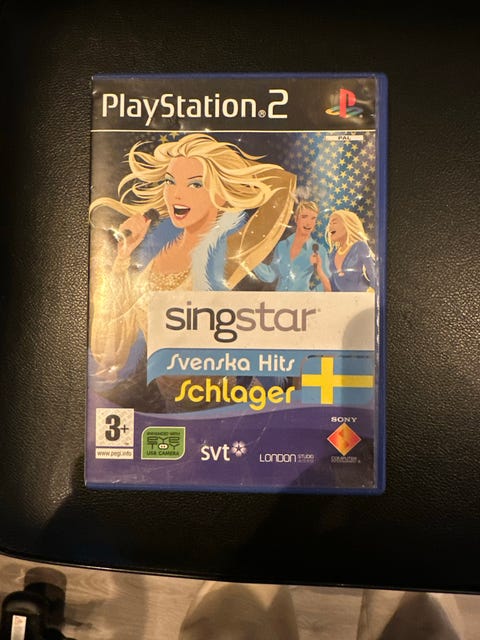 PlayStation®2
PAL
singstar
Svenska Hits
Schlager
3+
www.pegi.info
ENHANCED WITH
EYE
TOY
USB CAMERA
svt
LONDON STUDIO
SONY
COMPUTER
ENTERTAINMENT